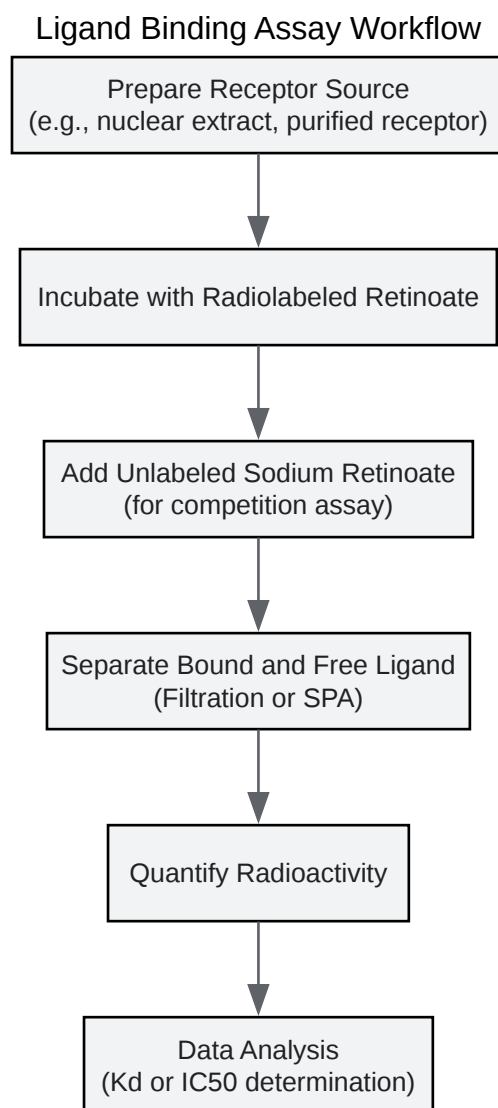 Ligand Binding Assay Workflow
Prepare Receptor Source
(e.g., nuclear extract, purified receptor)
Incubate with Radiolabeled Retinoate
Add Unlabeled Sodium Retinoate
(for competition assay)
Separate Bound and Free Ligand
(Filtration or SPA)
Quantify Radioactivity
Data Analysis
(Kd or IC50 determination)